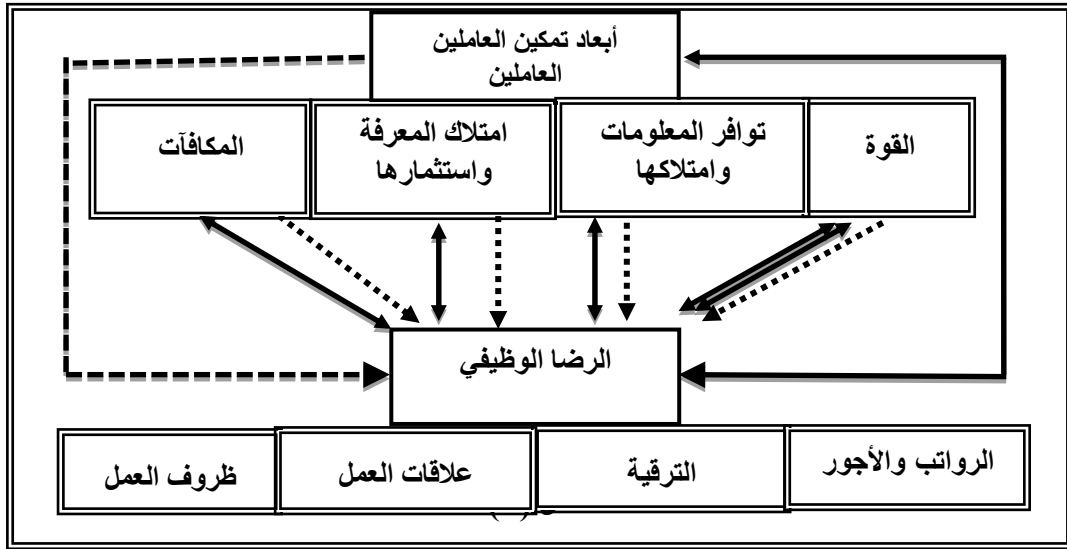 أبعاد تمكين العاملين
العاملين
القوة
توافر المعلومات
وامتلاكها
امتلاك المعرفة
واستثمارها
المكافآت
الرضا الوظيفي
الرواتب والأجور
الترقية
علاقات العمل
ظروف العمل